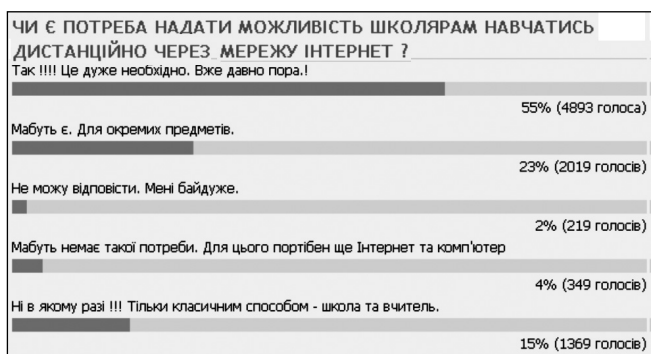 ЧИ Є ПОТРЕБА НАДАТИ МОЖЛИВІСТЬ ШКОЛЯРАМ НАВЧАТИСЬ
ДИСТАНЦІЙНО ЧЕРЕЗ МЕРЕЖУ ІНТЕРНЕТ ?
Так !!!! Це дуже необхідно. Вже давно пора.!
55% (4893 голоса)
Мабуть є. Для окремих предметів.
23% (2019 голосів)
Не можу відповісти. Мені байдуже.
2% (219 голосів)
Мабуть немає такої потреби. Для цього портібен ще Інтернет та комп'ютер
4% (349 голосів)
Ні в якому разі !!! Тільки класичним способом - школа та вчитель.
15% (1369 голосів)